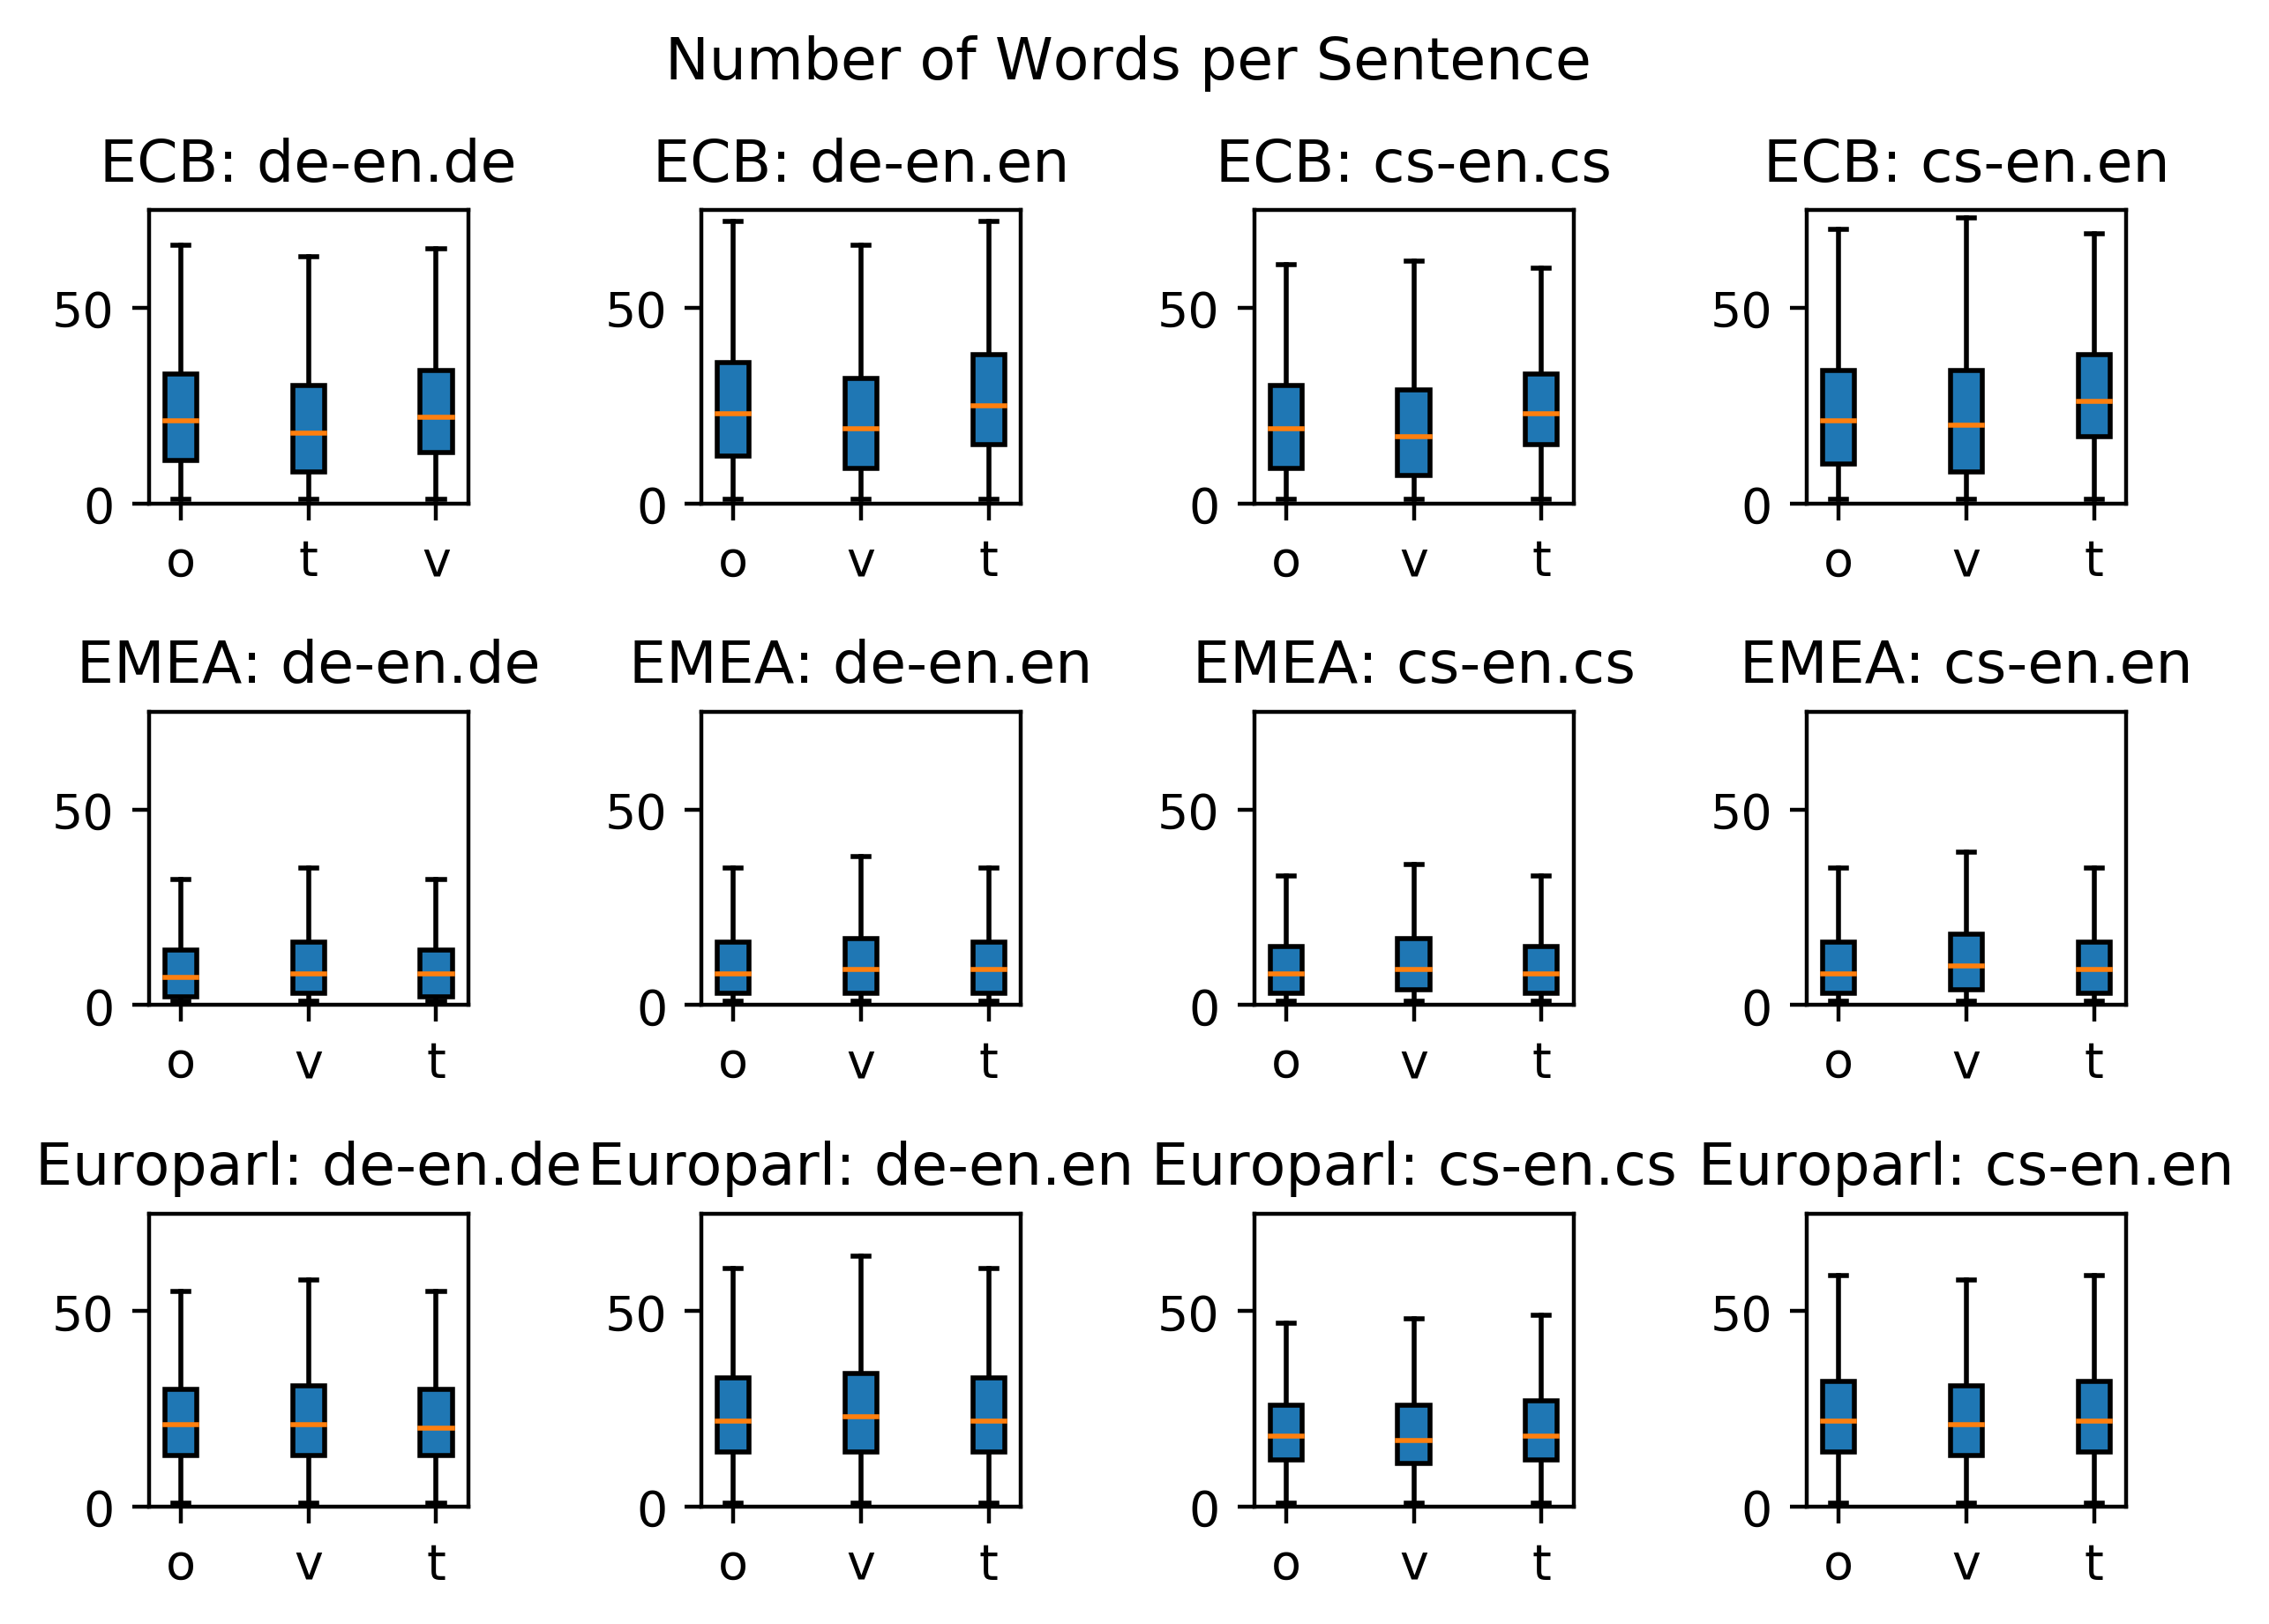 Number of Words per Sentence
ECB: de-en.de ECB: de-en.en ECB: cs-en.cs ECB: cs-en.en
50 50 50 50
0 0 0 0
o t v o v t o v t o v t
EMEA: de-en.de EMEA: de-en.en EMEA: cs-en.cs EMEA: cs-en.en
50 50 50 50
0 0 0 0
o v t o v t o v t o v t
Europarl: de-en.de Europarl: de-en.en Europarl: cs-en.cs Europarl: cs-en.en
50 50 50 50
0 0 0 0
o v t o v t o v t o v t